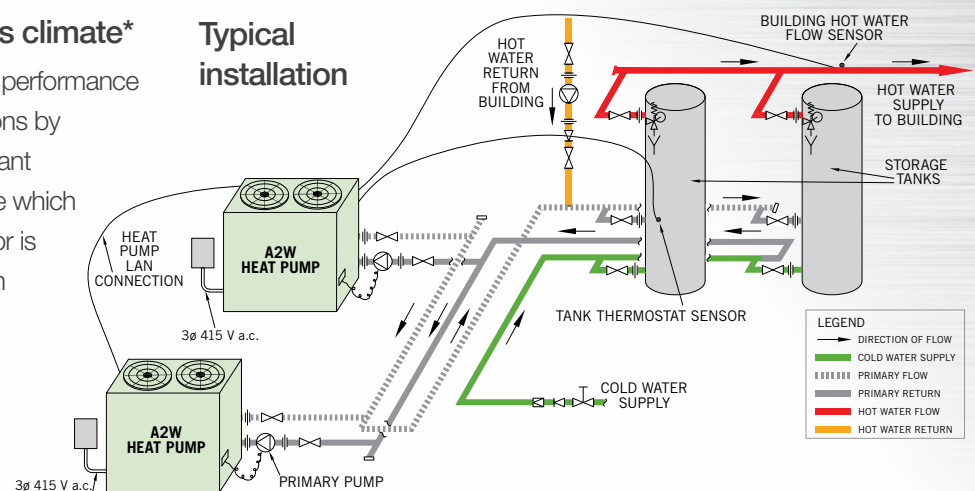 s climate*
performance
ons by
ant
e which
or is
n
Typical
installation
HOT
WATER
RETURN
FROM
BUILDING
BUILDING HOT WATER
FLOW SENSOR
HOT WATER
SUPPLY
TO BUILDING
STORAGE
TANKS
HEAT
PUMP
LAN
CONNECTION
A2W
HEAT PUMP
3ø 415 V a.c.
TANK THERMOSTAT SENSOR
COLD WATER
SUPPLY
A2W
HEAT PUMP
3ø 415 V a.c.
PRIMARY PUMP
LEGEND
DIRECTION OF FLOW
COLD WATER SUPPLY
PRIMARY FLOW
PRIMARY RETURN
HOT WATER FLOW
HOT WATER RETURN